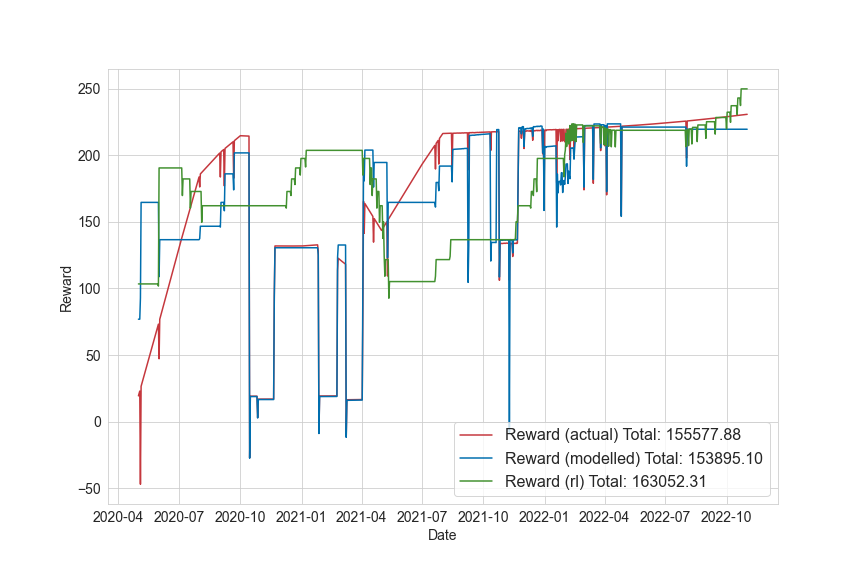 250
200
150
100
50
0
−50
Reward
Reward (actual) Total: 155577.88
Reward (modelled) Total: 153895.10
Reward (rl) Total: 163052.31
2020-04 2020-07 2020-10 2021-01 2021-04 2021-07 2021-10 2022-01 2022-04 2022-07 2022-10
Date